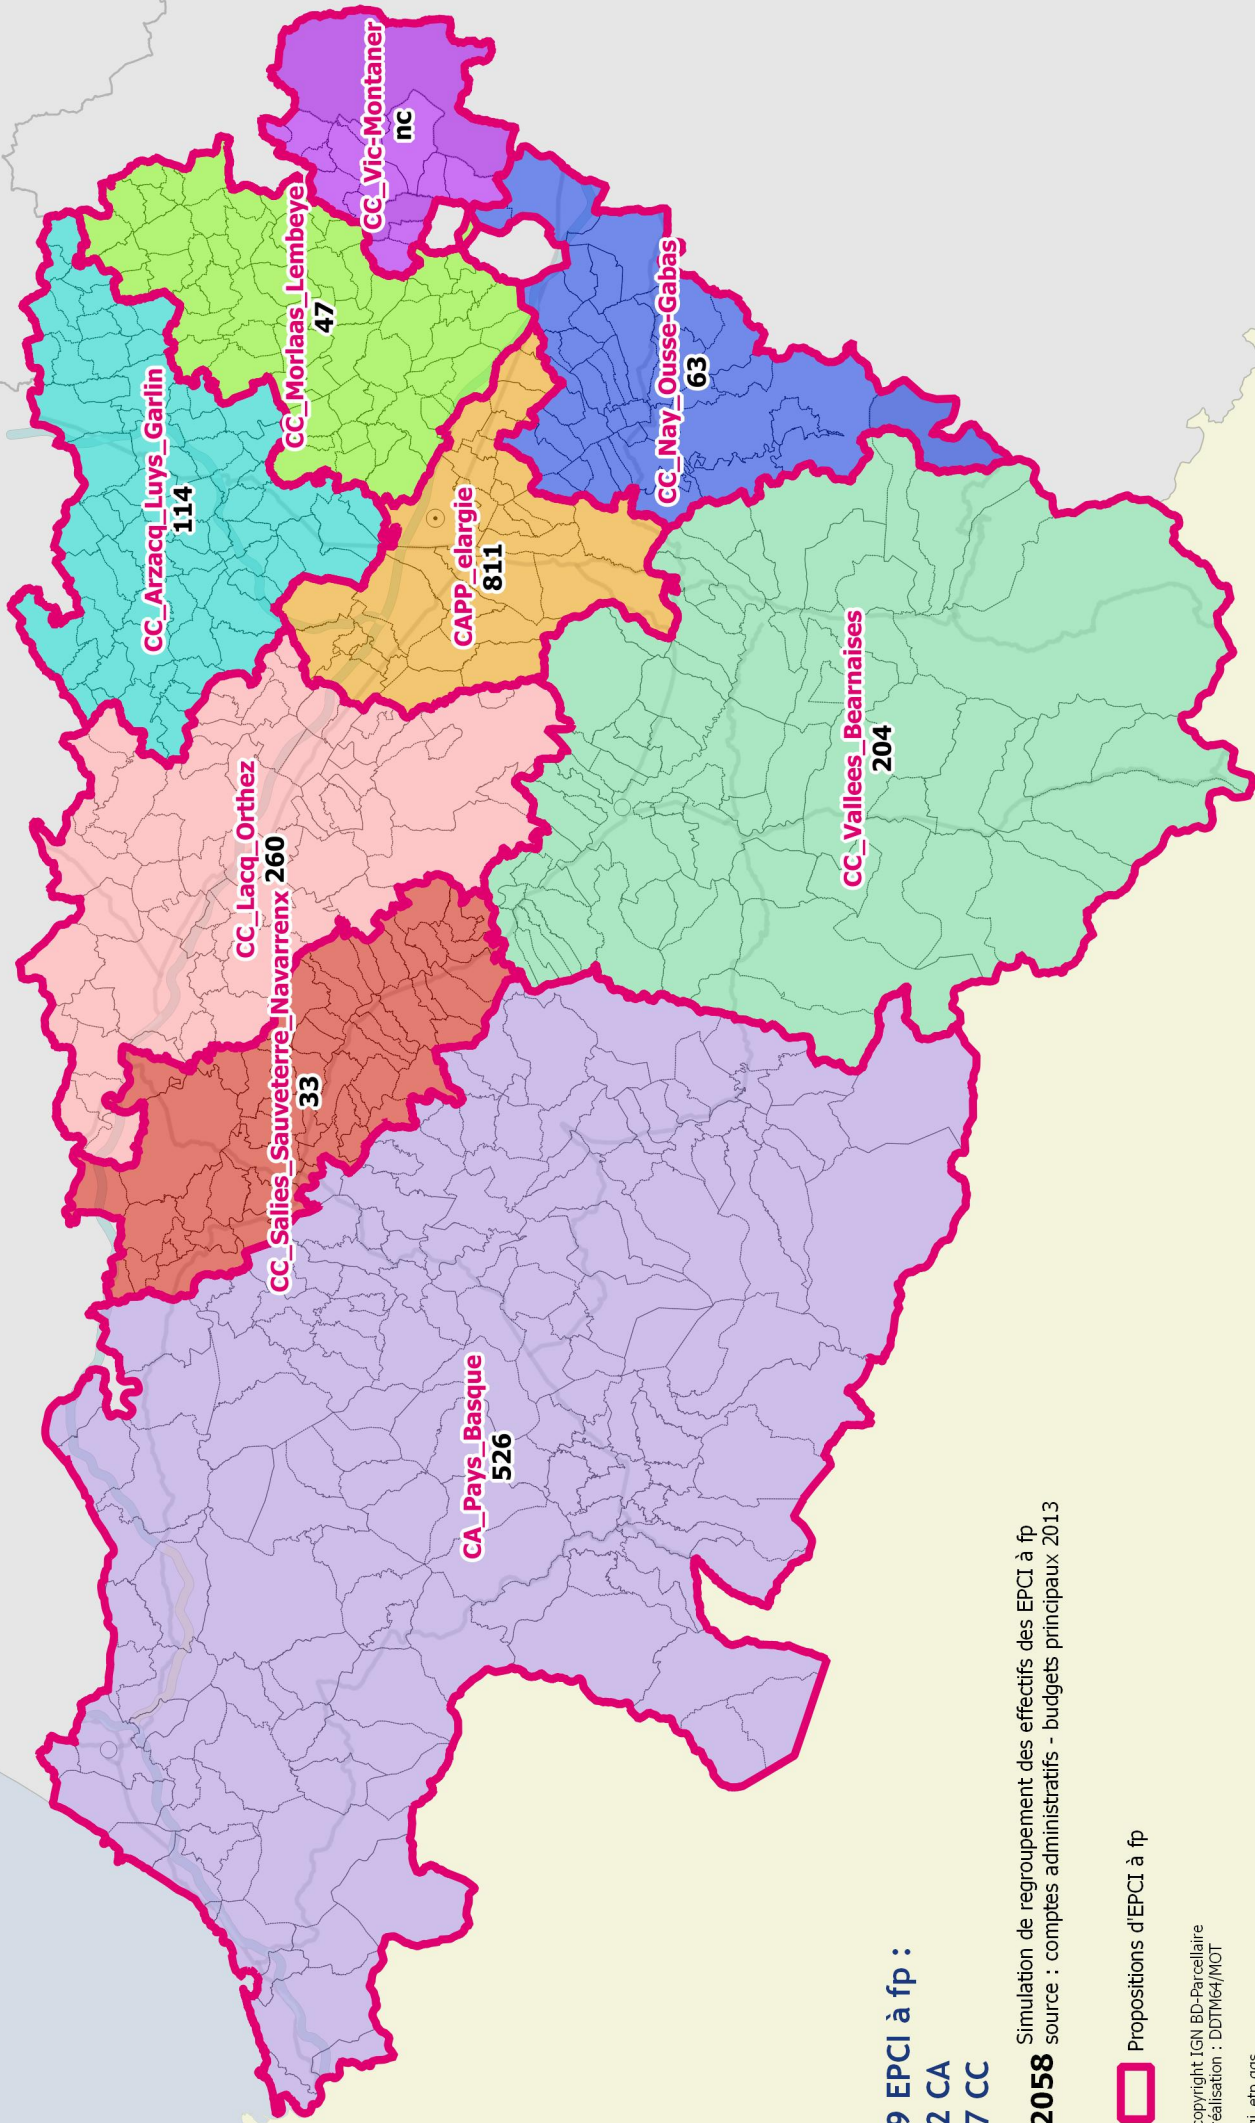 CC_Arzacq_Luys_Garlin
114
CC_Vic-Montaner
nc
CC_Morlaas_Lembeye
47
CC_Lacq_Orthez
260
CC_Salies_Sauveterre_Navarrenx
33
CAPP_elargie
811
CA_Pays_Basque
526
CC_Nay_Ousse-Gabas
63
CC_Vallees_Bearnaises
204
9 EPCI à fp :
2 CA
7 CC
2058 Simulation de regroupement des effectifs des EPCI à fp
source : comptes administratifs - budgets principaux 2013
Propositions d'EPCI à fp
copyright IGN BD-Parcellaire
réalisation : DDTM64/MOT